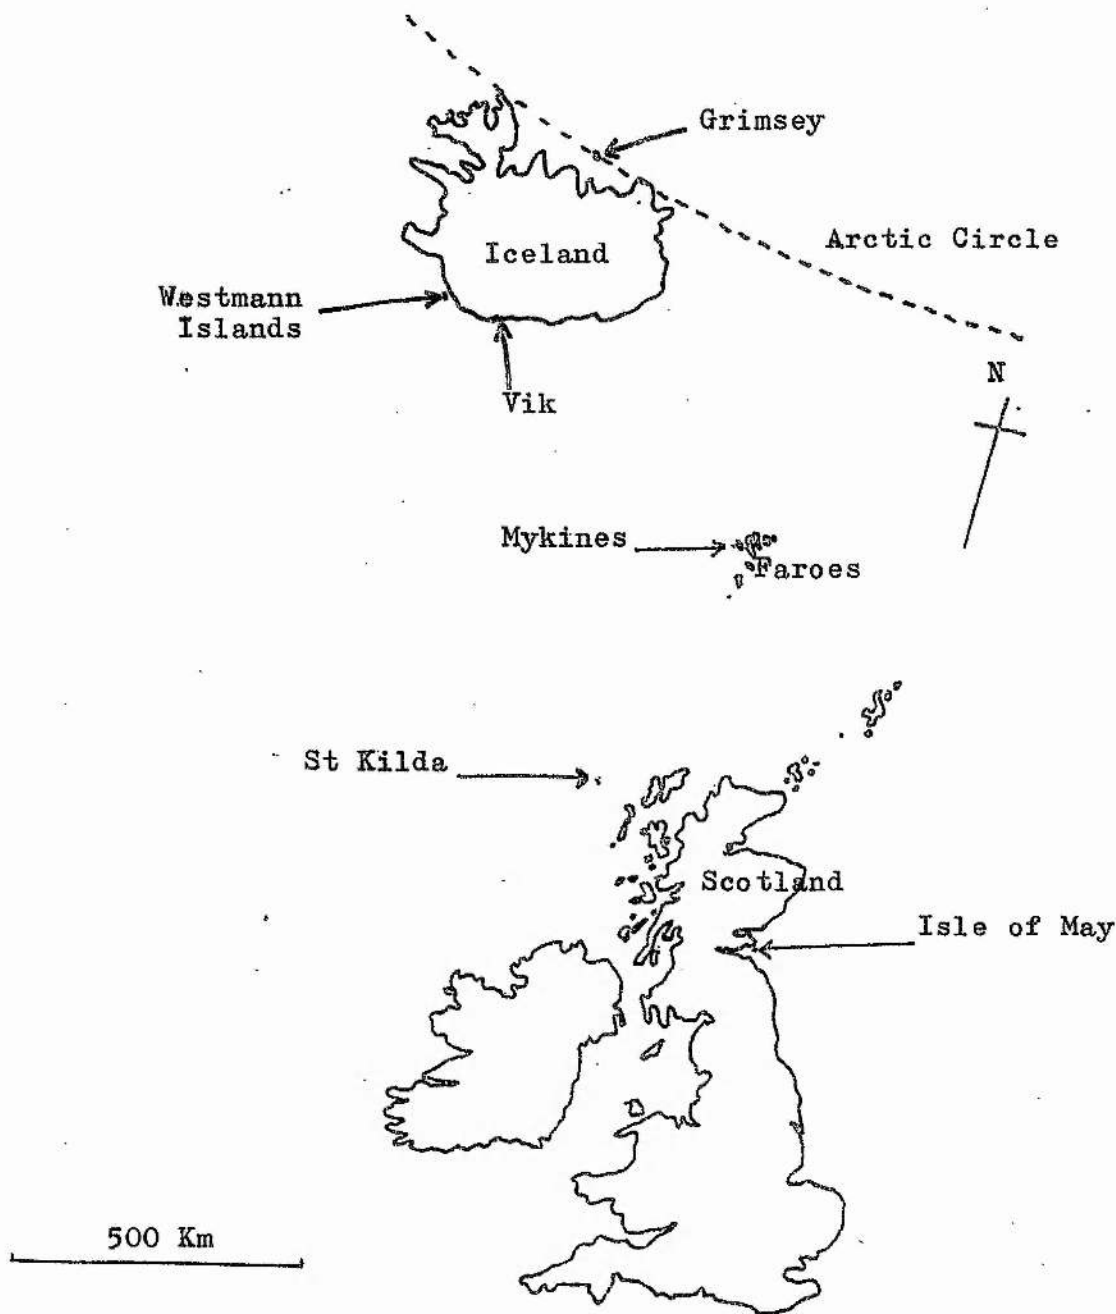 Grimsey
Arctic Circle
Iceland
Westmann
Islands
Vik
N
Mykines
Faroes
St Kilda
Scotland
Isle of May
500 Km